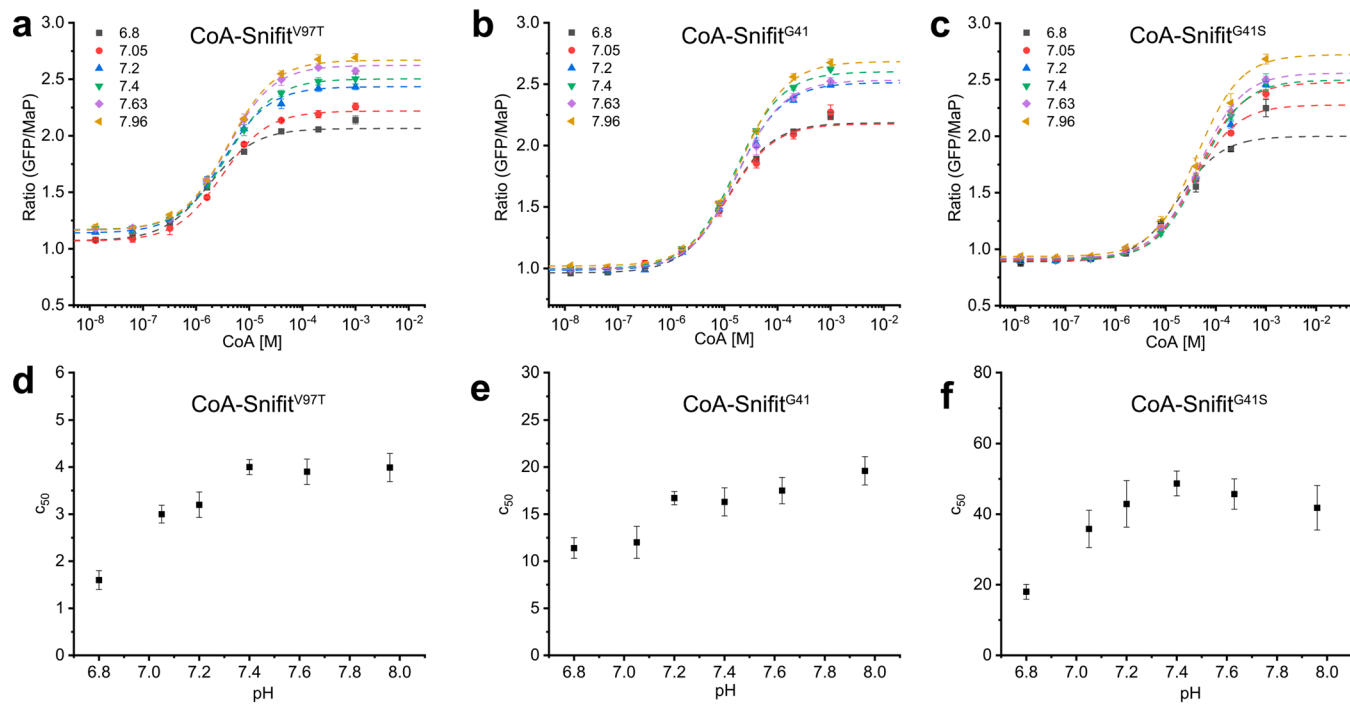 a
CoA-Snifit^V97T
6.8
7.05
7.2
7.4
7.63
7.96
3.0
2.5
2.0
1.5
1.0
0.5
Ratio (GFP/MaP)
10^-8 10^-7 10^-6 10^-5 10^-4 10^-3 10^-2
CoA [M]
b
CoA-Snifit^G41
6.8
7.05
7.2
7.4
7.63
7.96
3.0
2.5
2.0
1.5
1.0
Ratio (GFP/MaP)
10^-8 10^-7 10^-6 10^-5 10^-4 10^-3 10^-2
CoA [M]
c
CoA-Snifit^G41S
6.8
7.05
7.2
7.4
7.63
7.96
3.0
2.5
2.0
1.5
1.0
0.5
Ratio (GFP/MaP)
10^-8 10^-7 10^-6 10^-5 10^-4 10^-3 10^-2
CoA [M]
d
CoA-Snifit^V97T
6
5
4
3
2
1
0
c_50
6.8 7.0 7.2 7.4 7.6 7.8 8.0
pH
e
CoA-Snifit^G41
30
25
20
15
10
5
0
c_50
6.8 7.0 7.2 7.4 7.6 7.8 8.0
pH
f
CoA-Snifit^G41S
80
60
40
20
0
c_50
6.8 7.0 7.2 7.4 7.6 7.8 8.0
pH